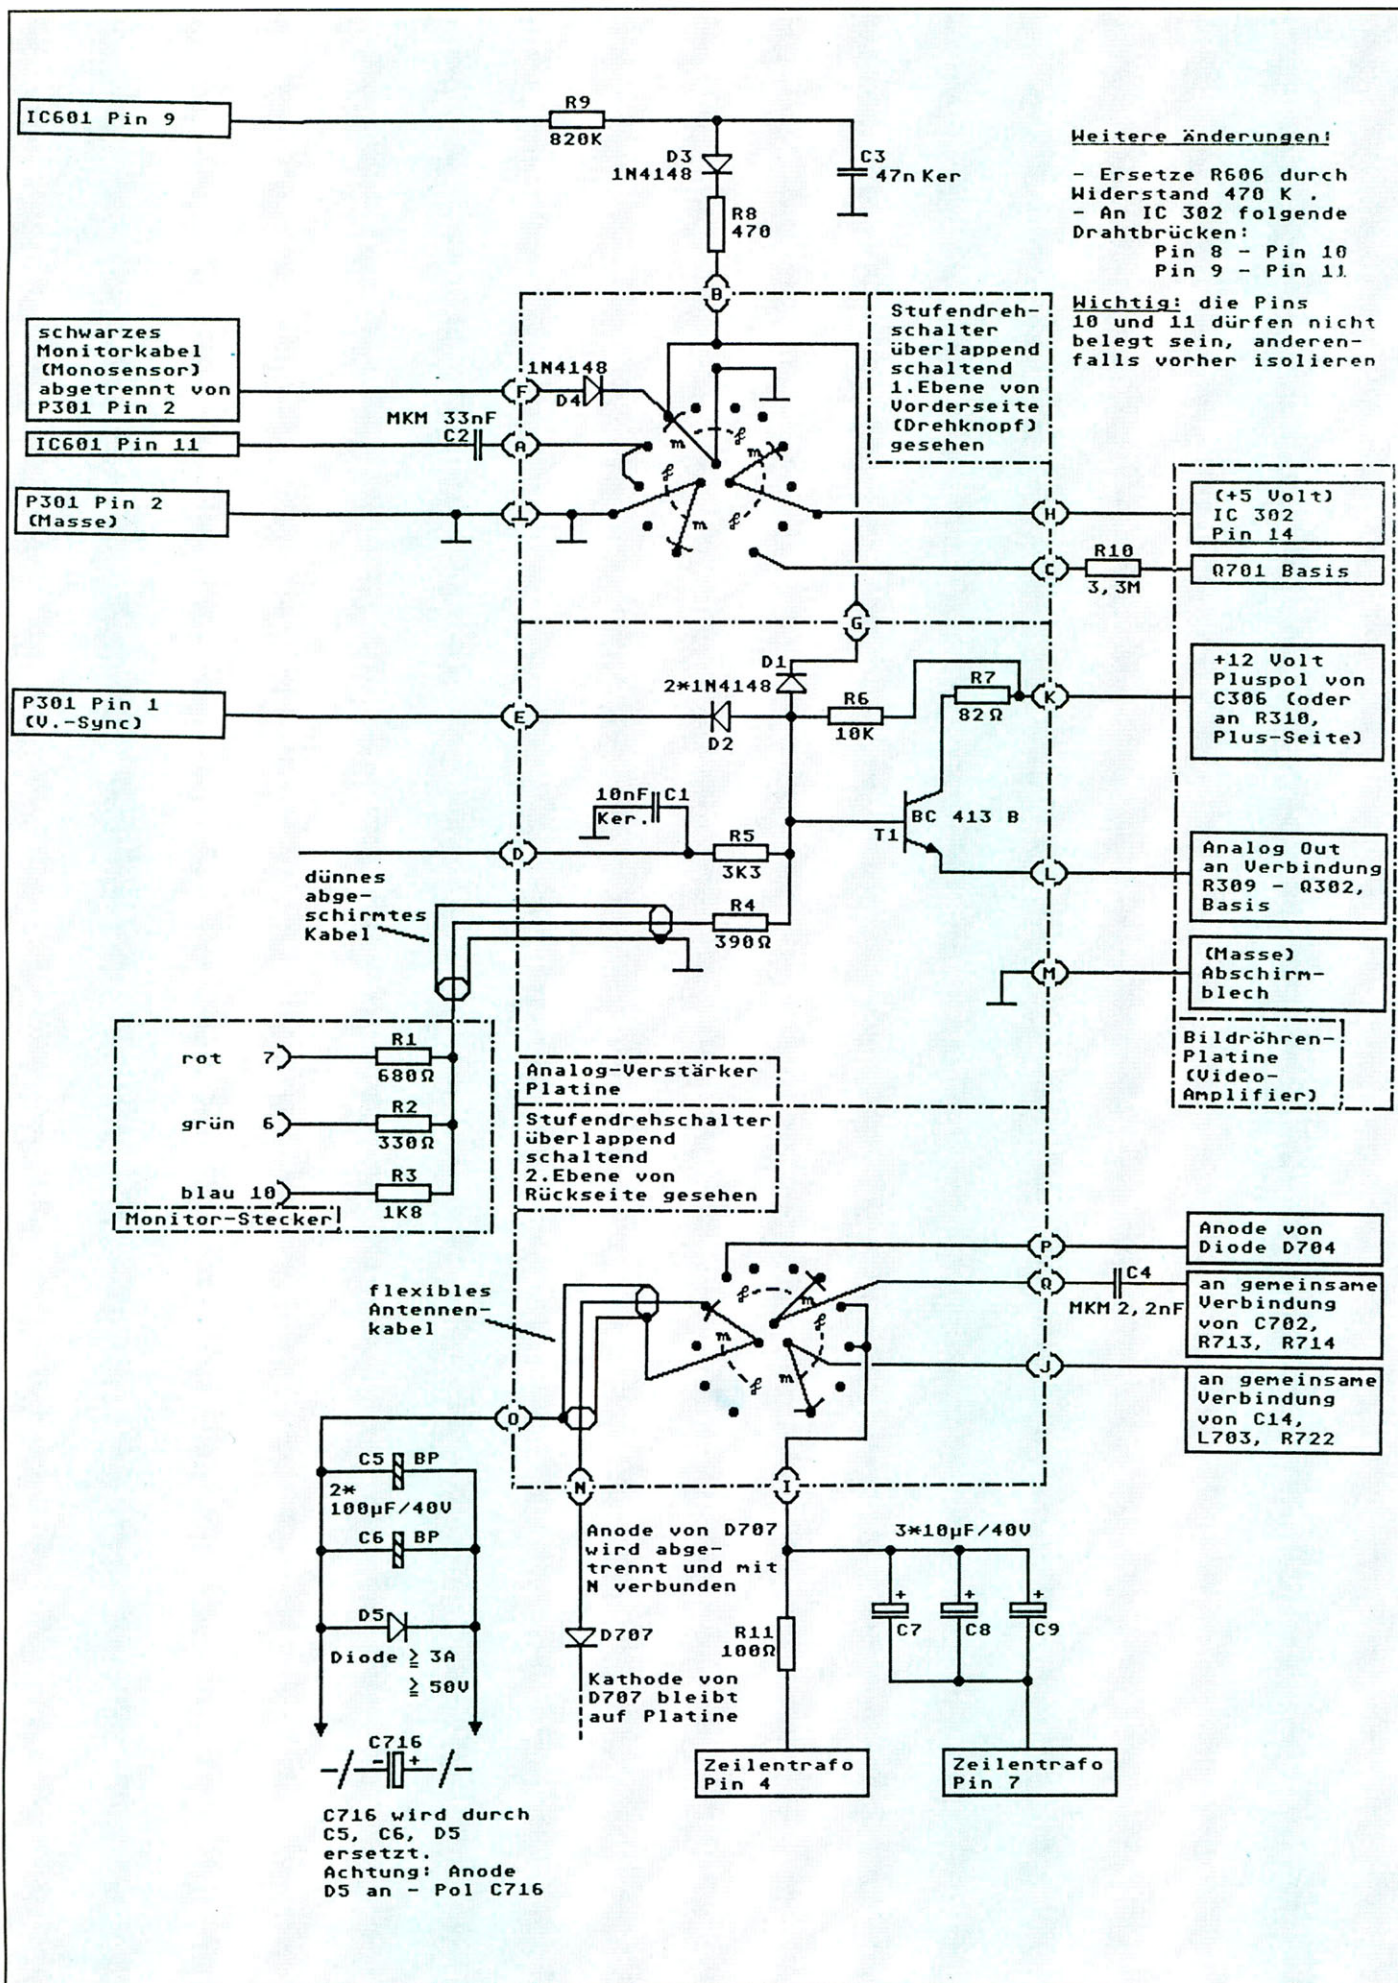 IC601 Pin 9
R9
820K
D3
1N4148
C3
47n Ker
R8
470
Weitere Änderungen:
- Ersetze R606 durch
Widerstand 470 K .
- An IC 302 folgende
Drahtbrücken:
Pin 8 - Pin 10
Pin 9 - Pin 11
Wichtig: die Pins
10 und 11 dürfen nicht
belegt sein, anderen-
falls vorher isolieren
B
Stufendreh-
schalter
überlappend
schaltend
1.Ebene von
Vorderseite
(Drehknopf)
gesehen
schwarzes
Monitorkabel
(Monosensor)
abgetrennt von
P301 Pin 2
F
1N4148
D4
MKM 33nF
C2
A
IC601 Pin 11
P301 Pin 2
(Masse)
⊥
m
f
m
f
m
f
H
(+5 Volt)
IC 302
Pin 14
C
R10
3,3M
Q701 Basis
G
D1
2*1N4148
R6
10K
R7
82Ω
K
+12 Volt
Pluspol von
C306 (oder
an R310,
Plus-Seite)
P301 Pin 1
(V.-Sync)
E
D2
10nF
Ker.
C1
BC 413 B
T1
D
R5
3K3
L
Analog Out
an Verbindung
R309 - Q302,
Basis
dünnes
abge-
schirmtes
Kabel
R4
390Ω
M
(Masse)
Abschirm-
blech
Bildröhren-
Platine
(Video-
Amplifier)
rot 7
R1
680Ω
grün 6
R2
330Ω
blau 10
R3
1K8
Monitor-Stecker
Analog-Verstärker
Platine
Stufendrehschalter
überlappend
schaltend
2.Ebene von
Rückseite gesehen
P
Anode von
Diode D704
Q
C4
MKM 2,2nF
an gemeinsame
Verbindung
von C702,
R713, R714
J
an gemeinsame
Verbindung
von C14,
L703, R722
flexibles
Antennen-
kabel
f
m
m
f
m
f
O
N
I
C5 BP
2*
100µF/40V
C6 BP
D5
Diode ≥ 3A
≥ 50V
C716
- +
C716 wird durch
C5, C6, D5
ersetzt.
Achtung: Anode
D5 an - Pol C716
Anode von D707
wird abge-
trennt und mit
N verbunden
D707
Kathode von
D707 bleibt
auf Platine
3*10µF/40V
R11
100Ω
+
C7
+
C8
+
C9
Zeilentrafo
Pin 4
Zeilentrafo
Pin 7